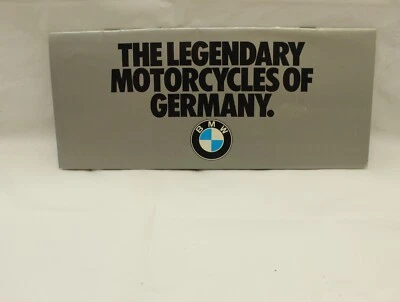 THE LEGENDARY
MOTORCYCLES OF
GERMANY.
BMW